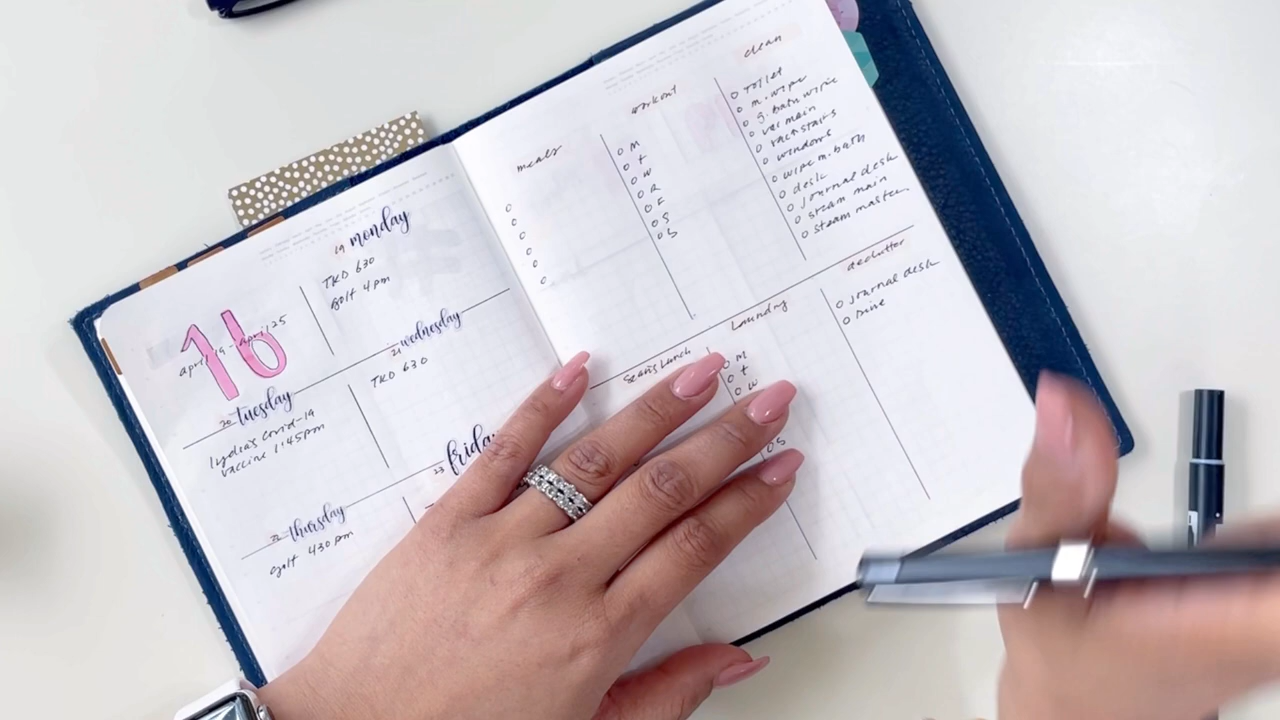 16
april 19 - april 25
19 monday
TKD 630
golf 4pm
20 tuesday
lydia's covid-19
vaccine 1:45pm
21 wednesday
TKD 630
22 thursday
golf 430pm
23 friday
meals
workout
M
t
W
R
F
S
S
clean
toilet
m. wipe
g. bath wipe
vac main
vac stairs
windows
wipe m. bath
desk
journal desk
steam main
steam master
Sean's Lunch
Laundry
M
t
W
S
declutter
journal desk